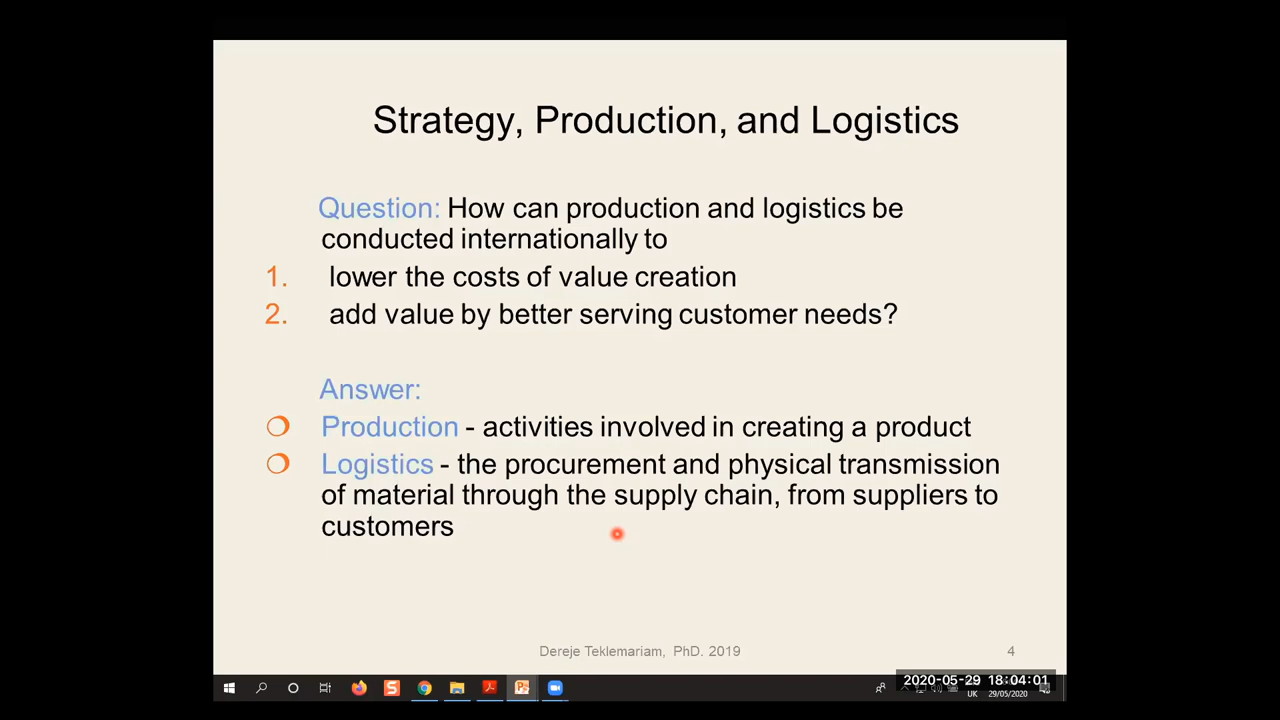 Strategy, Production, and Logistics
Question: How can production and logistics be
conducted internationally to
1. lower the costs of value creation
2. add value by better serving customer needs?
Answer:
Production - activities involved in creating a product
Logistics - the procurement and physical transmission
of material through the supply chain, from suppliers to
customers
Dereje Teklemariam, PhD. 2019
4
2020-05-29 18:04:01
UK
29/05/2020